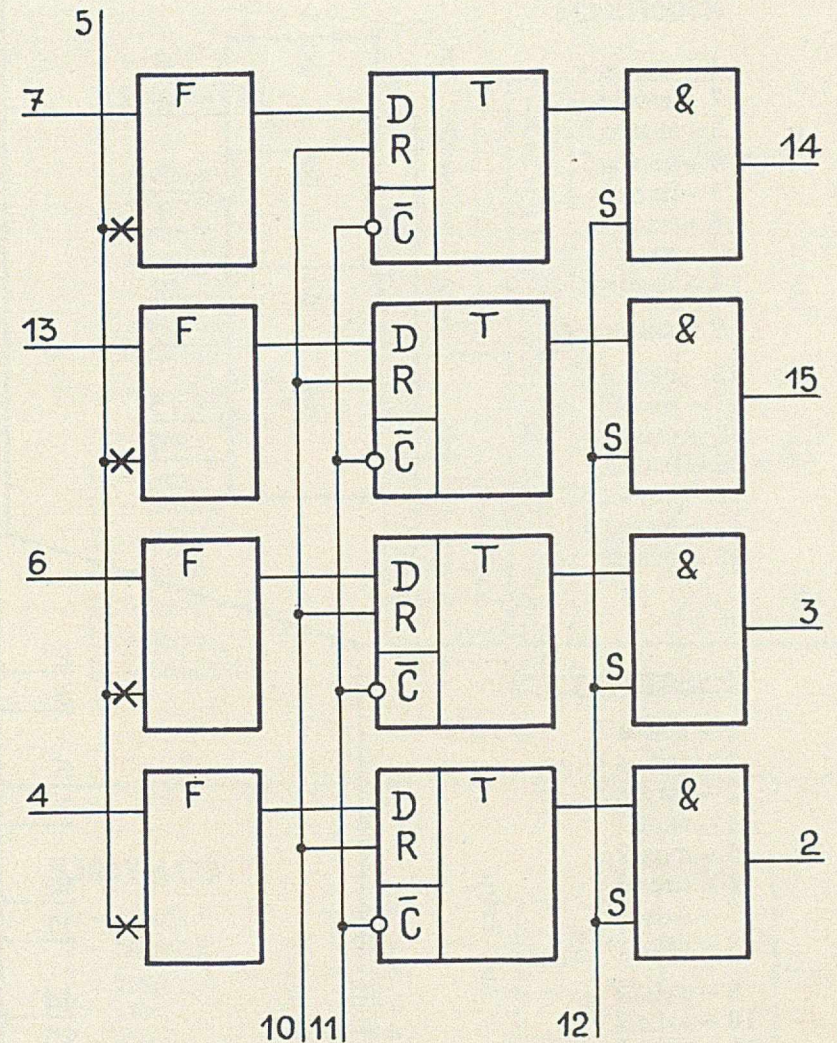 5
7 F D T & 14
R
C̅ S
13 F D T & 15
R
C̅ S
6 F D T & 3
R
C̅ S
4 F D T & 2
R
C̅ S
10 11 12